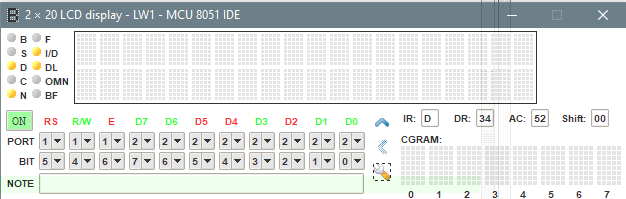 2 × 20 LCD display - LW1 - MCU 8051 IDE
B F
S I/D
D DL
C OMN
N BF
ON RS R/W E D7 D6 D5 D4 D3 D2 D1 D0
PORT 1 1 1 2 2 2 2 2 2 2 2
BIT 5 4 6 7 6 5 4 3 2 1 0
NOTE
IR: D DR: 34 AC: 52 Shift: 00
CGRAM:
0 1 2 3 4 5 6 7